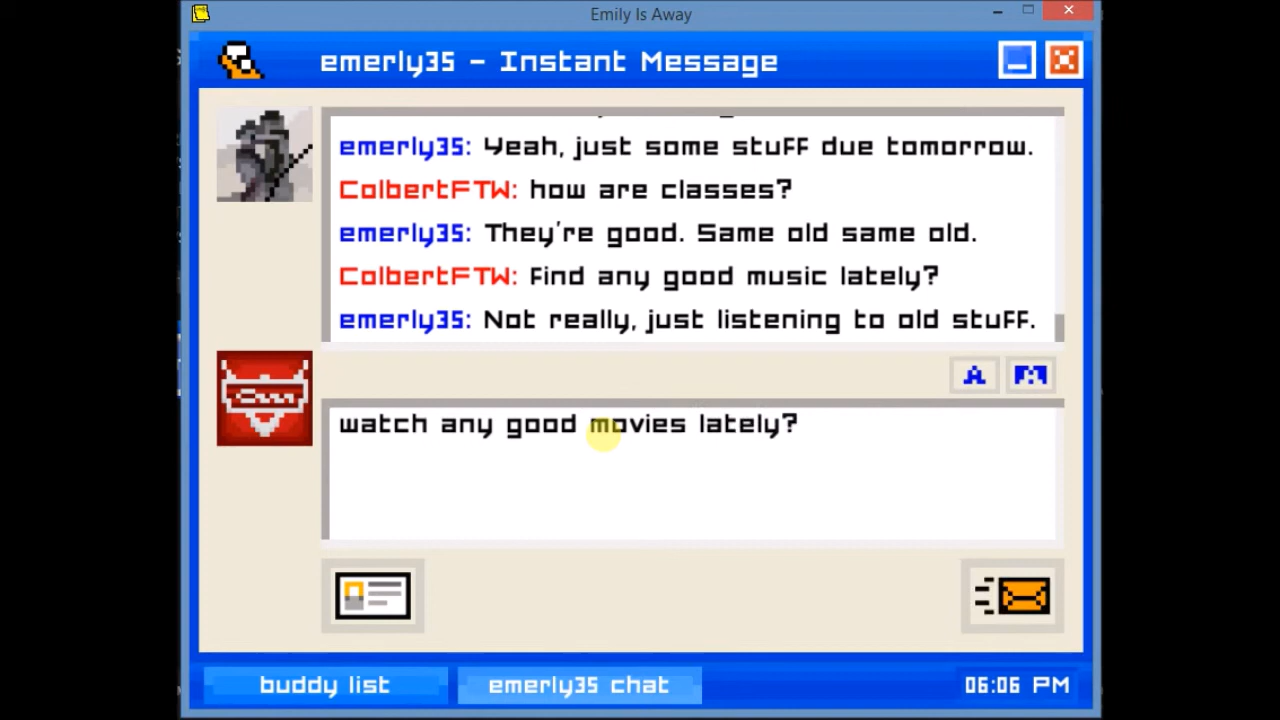 Emily Is Away
emerly35 - Instant Message
emerly35: Yeah, just some stuff due tomorrow.
ColbertFTW: how are classes?
emerly35: They're good. Same old same old.
ColbertFTW: find any good music lately?
emerly35: Not really, just listening to old stuff.
A
watch any good movies lately?
buddy list
emerly35 chat
06:06 PM